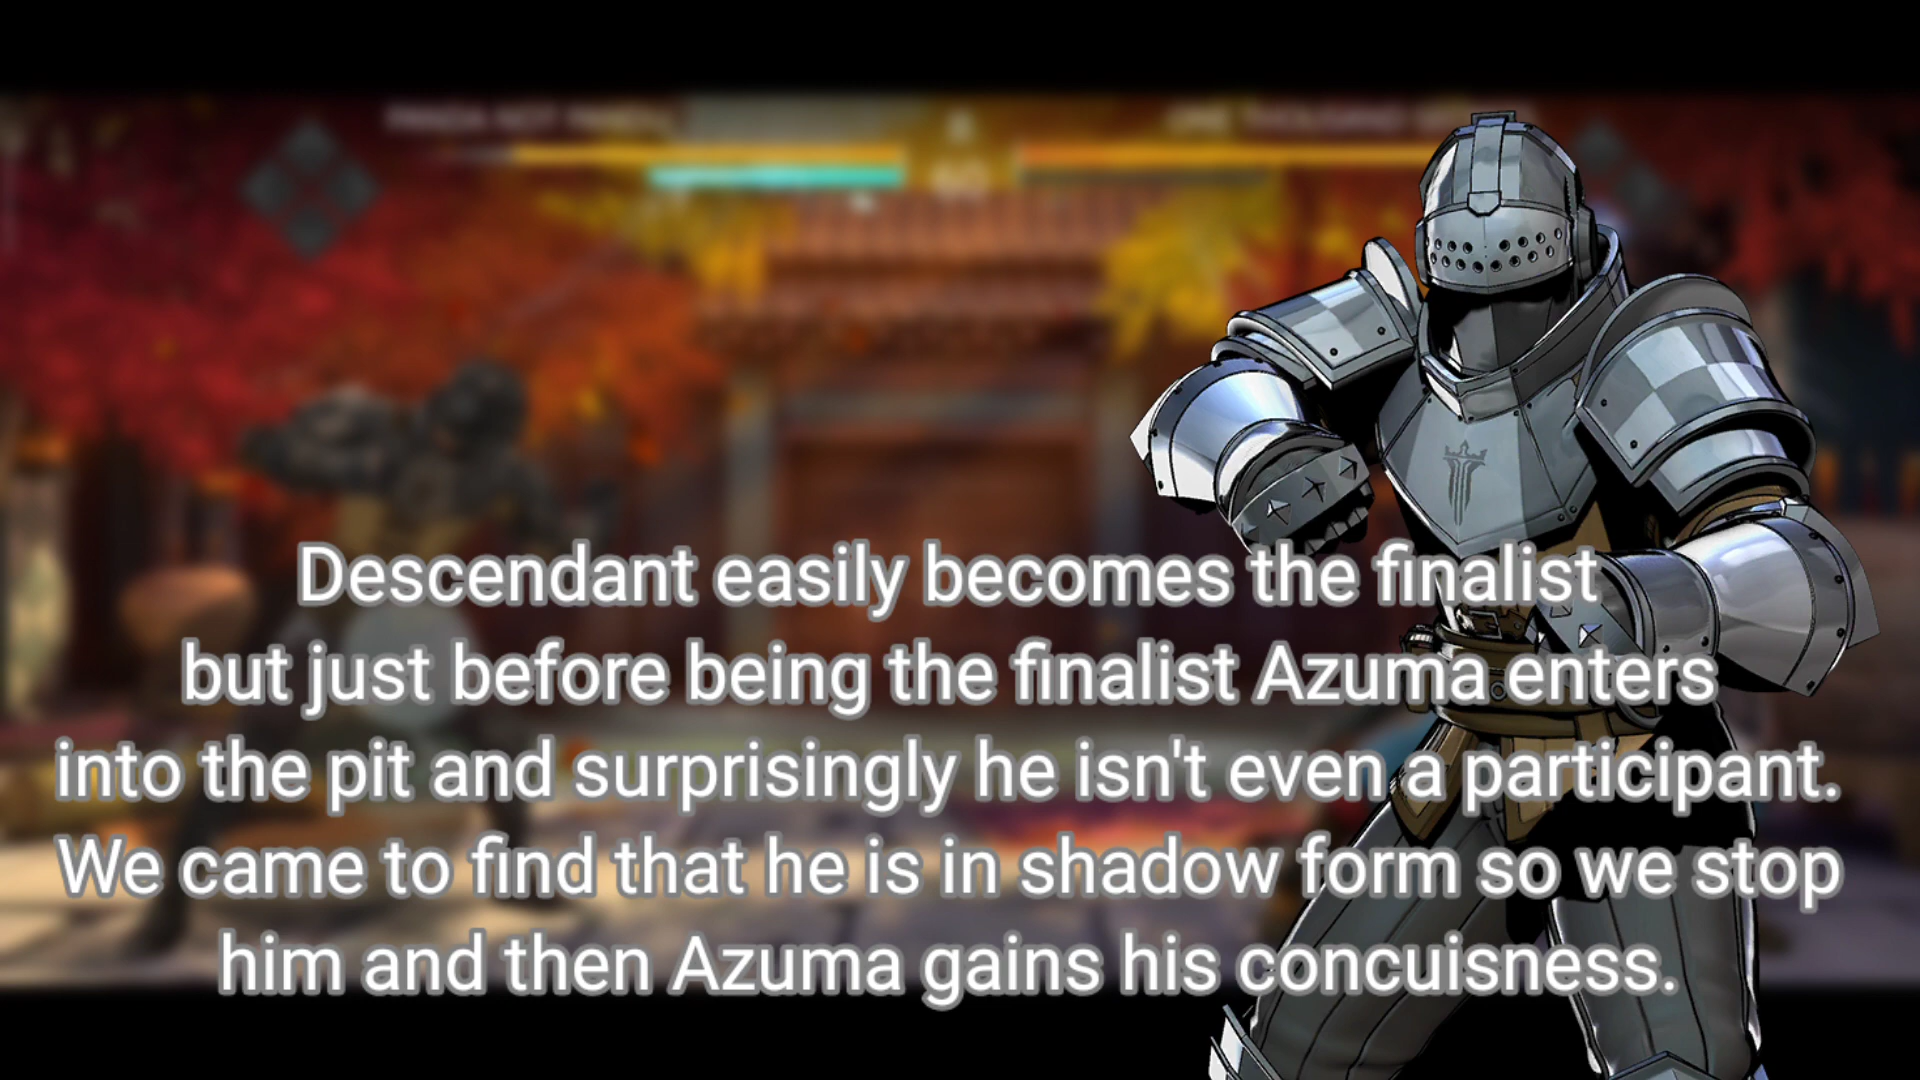 Descendant easily becomes the finalist
but just before being the finalist Azuma enters
into the pit and surprisingly he isn't even a participant.
We came to find that he is in shadow form so we stop
him and then Azuma gains his concuisness.